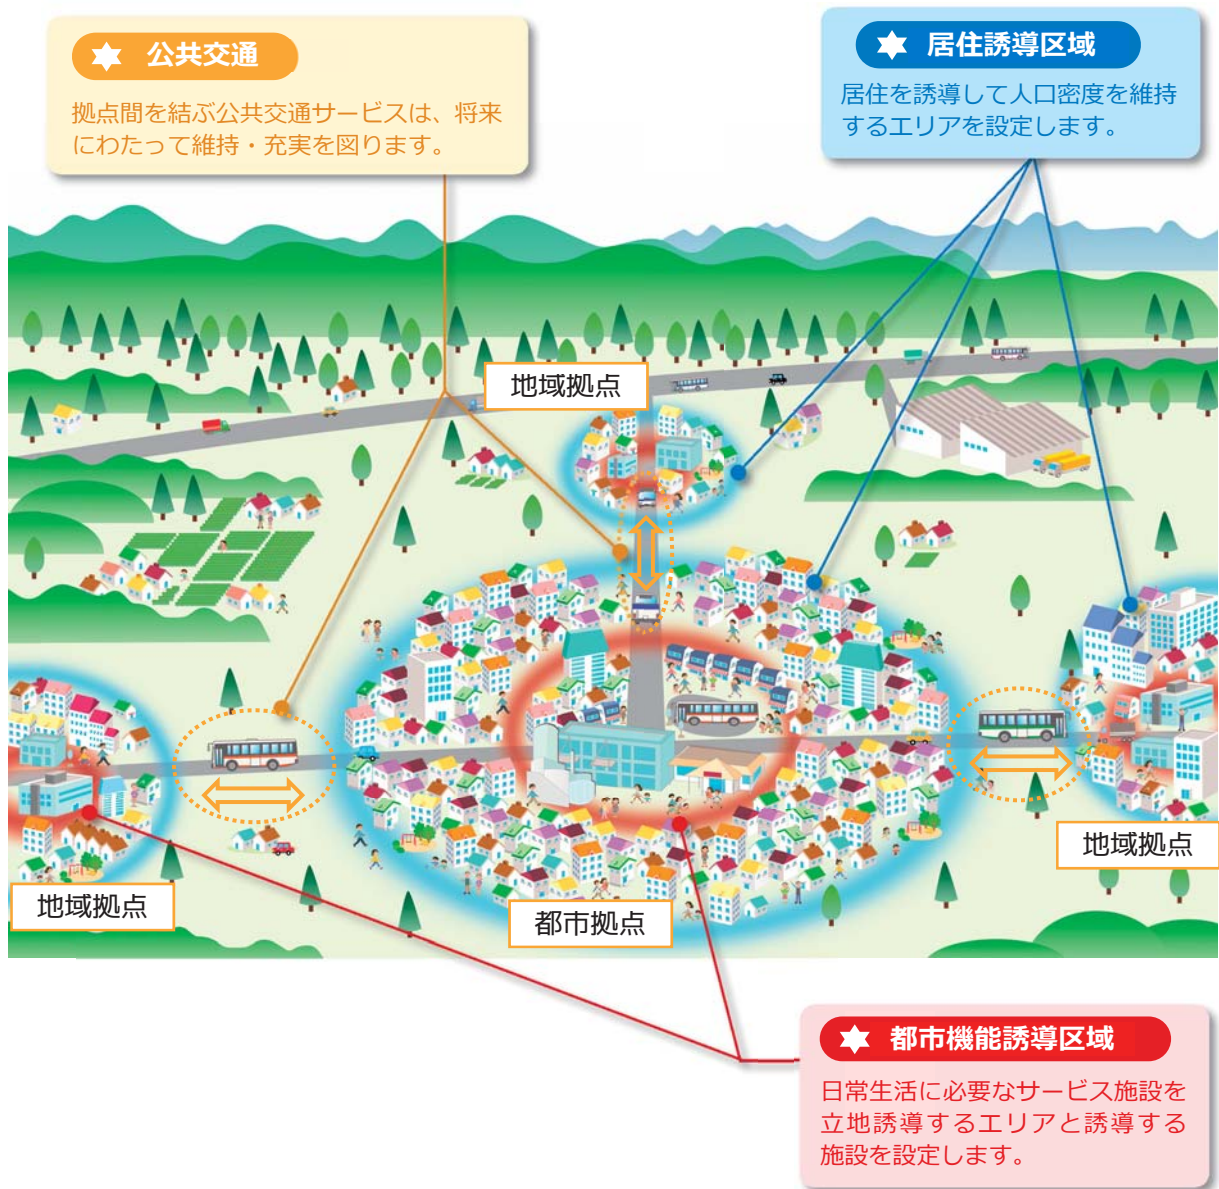 公共交通
拠点間を結ぶ公共交通サービスは、将来
にわたって維持・充実を図ります。
居住誘導区域
居住を誘導して人口密度を維持
するエリアを設定します。
地域拠点
地域拠点
地域拠点
都市拠点
都市機能誘導区域
日常生活に必要なサービス施設を
立地誘導するエリアと誘導する
施設を設定します。